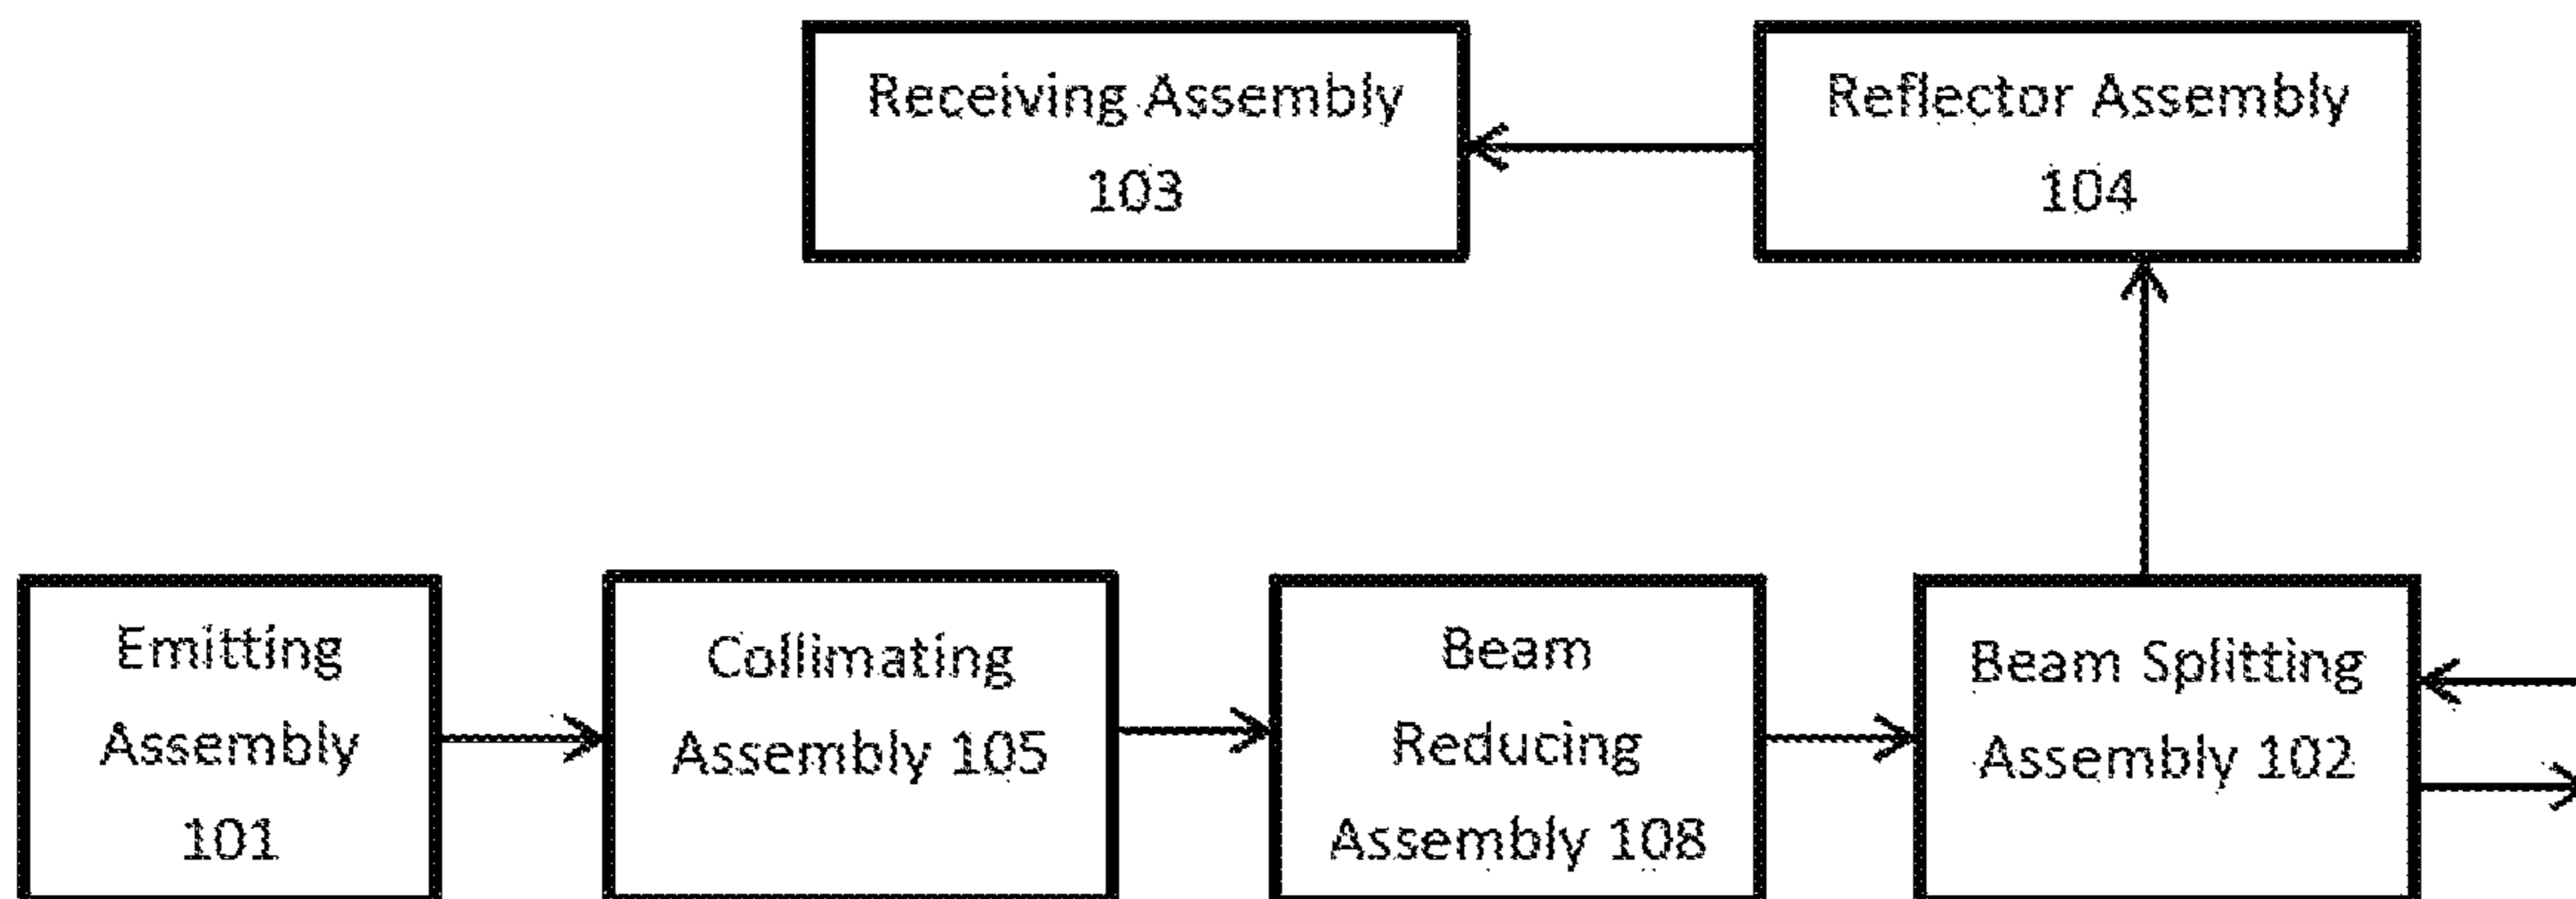 Receiving Assembly
103
Reflector Assembly
104
Emitting
Assembly
101
Collimating
Assembly 105
Beam
Reducing
Assembly 108
Beam Splitting
Assembly 102